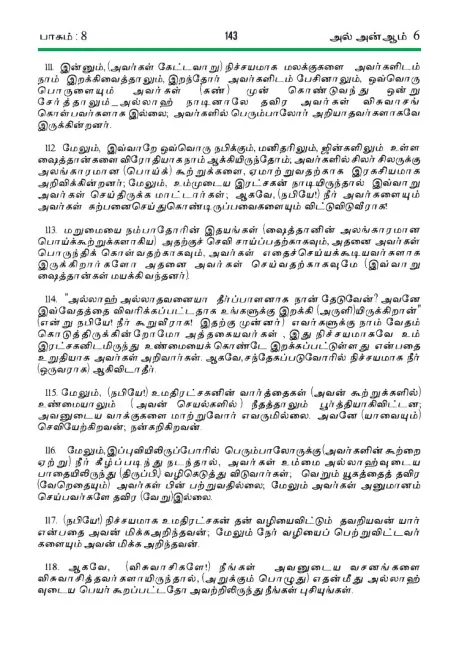 பாகம் : 8 143 அல் அன்ஆம் 6
111. இன்னும், (அவர்கள் கேட்டவாறு) நிச்சயமாக மலக்குகளை அவர்களிடம்
நாம் இறக்கிவைத்தாலும், இறந்தோர் அவர்களிடம் பேசினாலும், ஒவ்வொரு
பொருளையும் அவர்கள் (கண்) முன் கொண்டுவந்து ஒன்று
சேர்த்தாலும்_அல்லாஹ் நாடினாலே தவிர அவர்கள் விசுவாசங்
கொள்பவர்களாக இல்லை; அவர்களில் பெரும்பாலோர் அறியாதவர்களாகவே
இருக்கின்றனர்.
112. மேலும், இவ்வாறே ஒவ்வொரு நபிக்கும், மனிதரிலும், ஜின்களிலும் உள்ள
ஷைத்தான்களை விரோதியாக நாம் ஆக்கியிருந்தோம்; அவர்களில் சிலர் சிலருக்கு
அலங்காரமான (பொய்க்) கூற்றுக்களை, ஏமாற்றுவதற்காக இரகசியமாக
அறிவிக்கின்றனர்; மேலும், உம்முடைய இரட்சகன் நாடியிருந்தால் இவ்வாறு
அவர்கள் செய்திருக்க மாட்டார்கள்; ஆகவே, (நபியே!) நீர் அவர்களையும்
அவர்கள் கற்பனைசெய்துகொண்டிருப்பவைகளையும் விட்டுவிடுவீராக!
113. மறுமையை நம்பாதோரின் இதயங்கள் (ஷைத்தானின் அலங்காரமான
பொய்க்கூற்றுக்களாகிய) அதற்குச் செவி சாய்ப்பதற்காகவும், அதனை அவர்கள்
பொருந்திக் கொள்வதற்காகவும், அவர்கள் எதைச்செய்யக்கூடியவர்களாக
இருக்கிறார்களோ அதனை அவர்கள் செய்வதற்காகவுமே (இவ்வாறு
ஷைத்தான்கள் மயக்கிவந்தனர்).
114. "அல்லாஹ் அல்லாதவனையா தீர்ப்பாளனாக நான் தேடுவேன்? அவனே
இவ்வேதத்தை விவரிக்கப்பட்டதாக உங்களுக்கு இறக்கி (அருளி)யிருக்கிறான்"
(என்று நபியே! நீர் கூறுவீராக! இதற்கு முன்னர்) எவர்களுக்கு நாம் வேதம்
கொடுத்திருக்கின்றோமோ அத்தகையவர்கள் , இது நிச்சயமாகவே உம்
இரட்சகனிடமிருந்து உண்மையைக் கொண்டே இறக்கப்பட்டுள்ளது என்பதை
உறுதியாக அவர்கள் அறிவார்கள். ஆகவே, சந்தேகப்படுவோரில் நிச்சயமாக நீர்
(ஒருவராக) ஆகிவிடாதீர்.
115. மேலும், (நபியே!) உமதிரட்சகனின் வார்த்தைகள் (அவன் கூற்றுக்களில்)
உண்மையாலும் (அவன் செயல்களில்) நீதத்தாலும் பூர்த்தியாகிவிட்டன;
அவனுடைய வாக்குகளை மாற்றுவோர் எவருமில்லை. அவனே (யாவையும்)
செவியேற்கிறவன்; நன்கறிகிறவன்.
116. மேலும், இப்புவியிலிருப்போரில் பெரும்பாலோருக்கு (அவர்களின் கூற்றை
ஏற்று) நீர் கீழ்ப்படிந்து நடந்தால், அவர்கள் உம்மை அல்லாஹ்வுடைய
பாதையிலிருந்து (திருப்பி) வழிகெடுத்து விடுவார்கள்; வெறும் யூகத்தைத் தவிர
(வேறெதையும்) அவர்கள் பின் பற்றுவதில்லை; மேலும் அவர்கள் அனுமானம்
செய்பவர்களே தவிர (வேறு)இல்லை.
117. (நபியே!) நிச்சயமாக உமதிரட்சகன் தன் வழியைவிட்டும் தவறியவன் யார்
என்பதை அவன் மிக்கஅறிந்தவன்; மேலும் நேர் வழியைப் பெற்றுவிட்டவர்
களையும் அவன் மிக்க அறிந்தவன்.
118. ஆகவே, (விசுவாசிகளே!) நீங்கள் அவனுடைய வசனங்களை
விசுவாசித்தவர்களாயிருந்தால், (அறுக்கும் பொழுது) எதன்மீது அல்லாஹ்
வுடைய பெயர் கூறப்பட்டதோ அவற்றிலிருந்து நீங்கள் புசியுங்கள்.